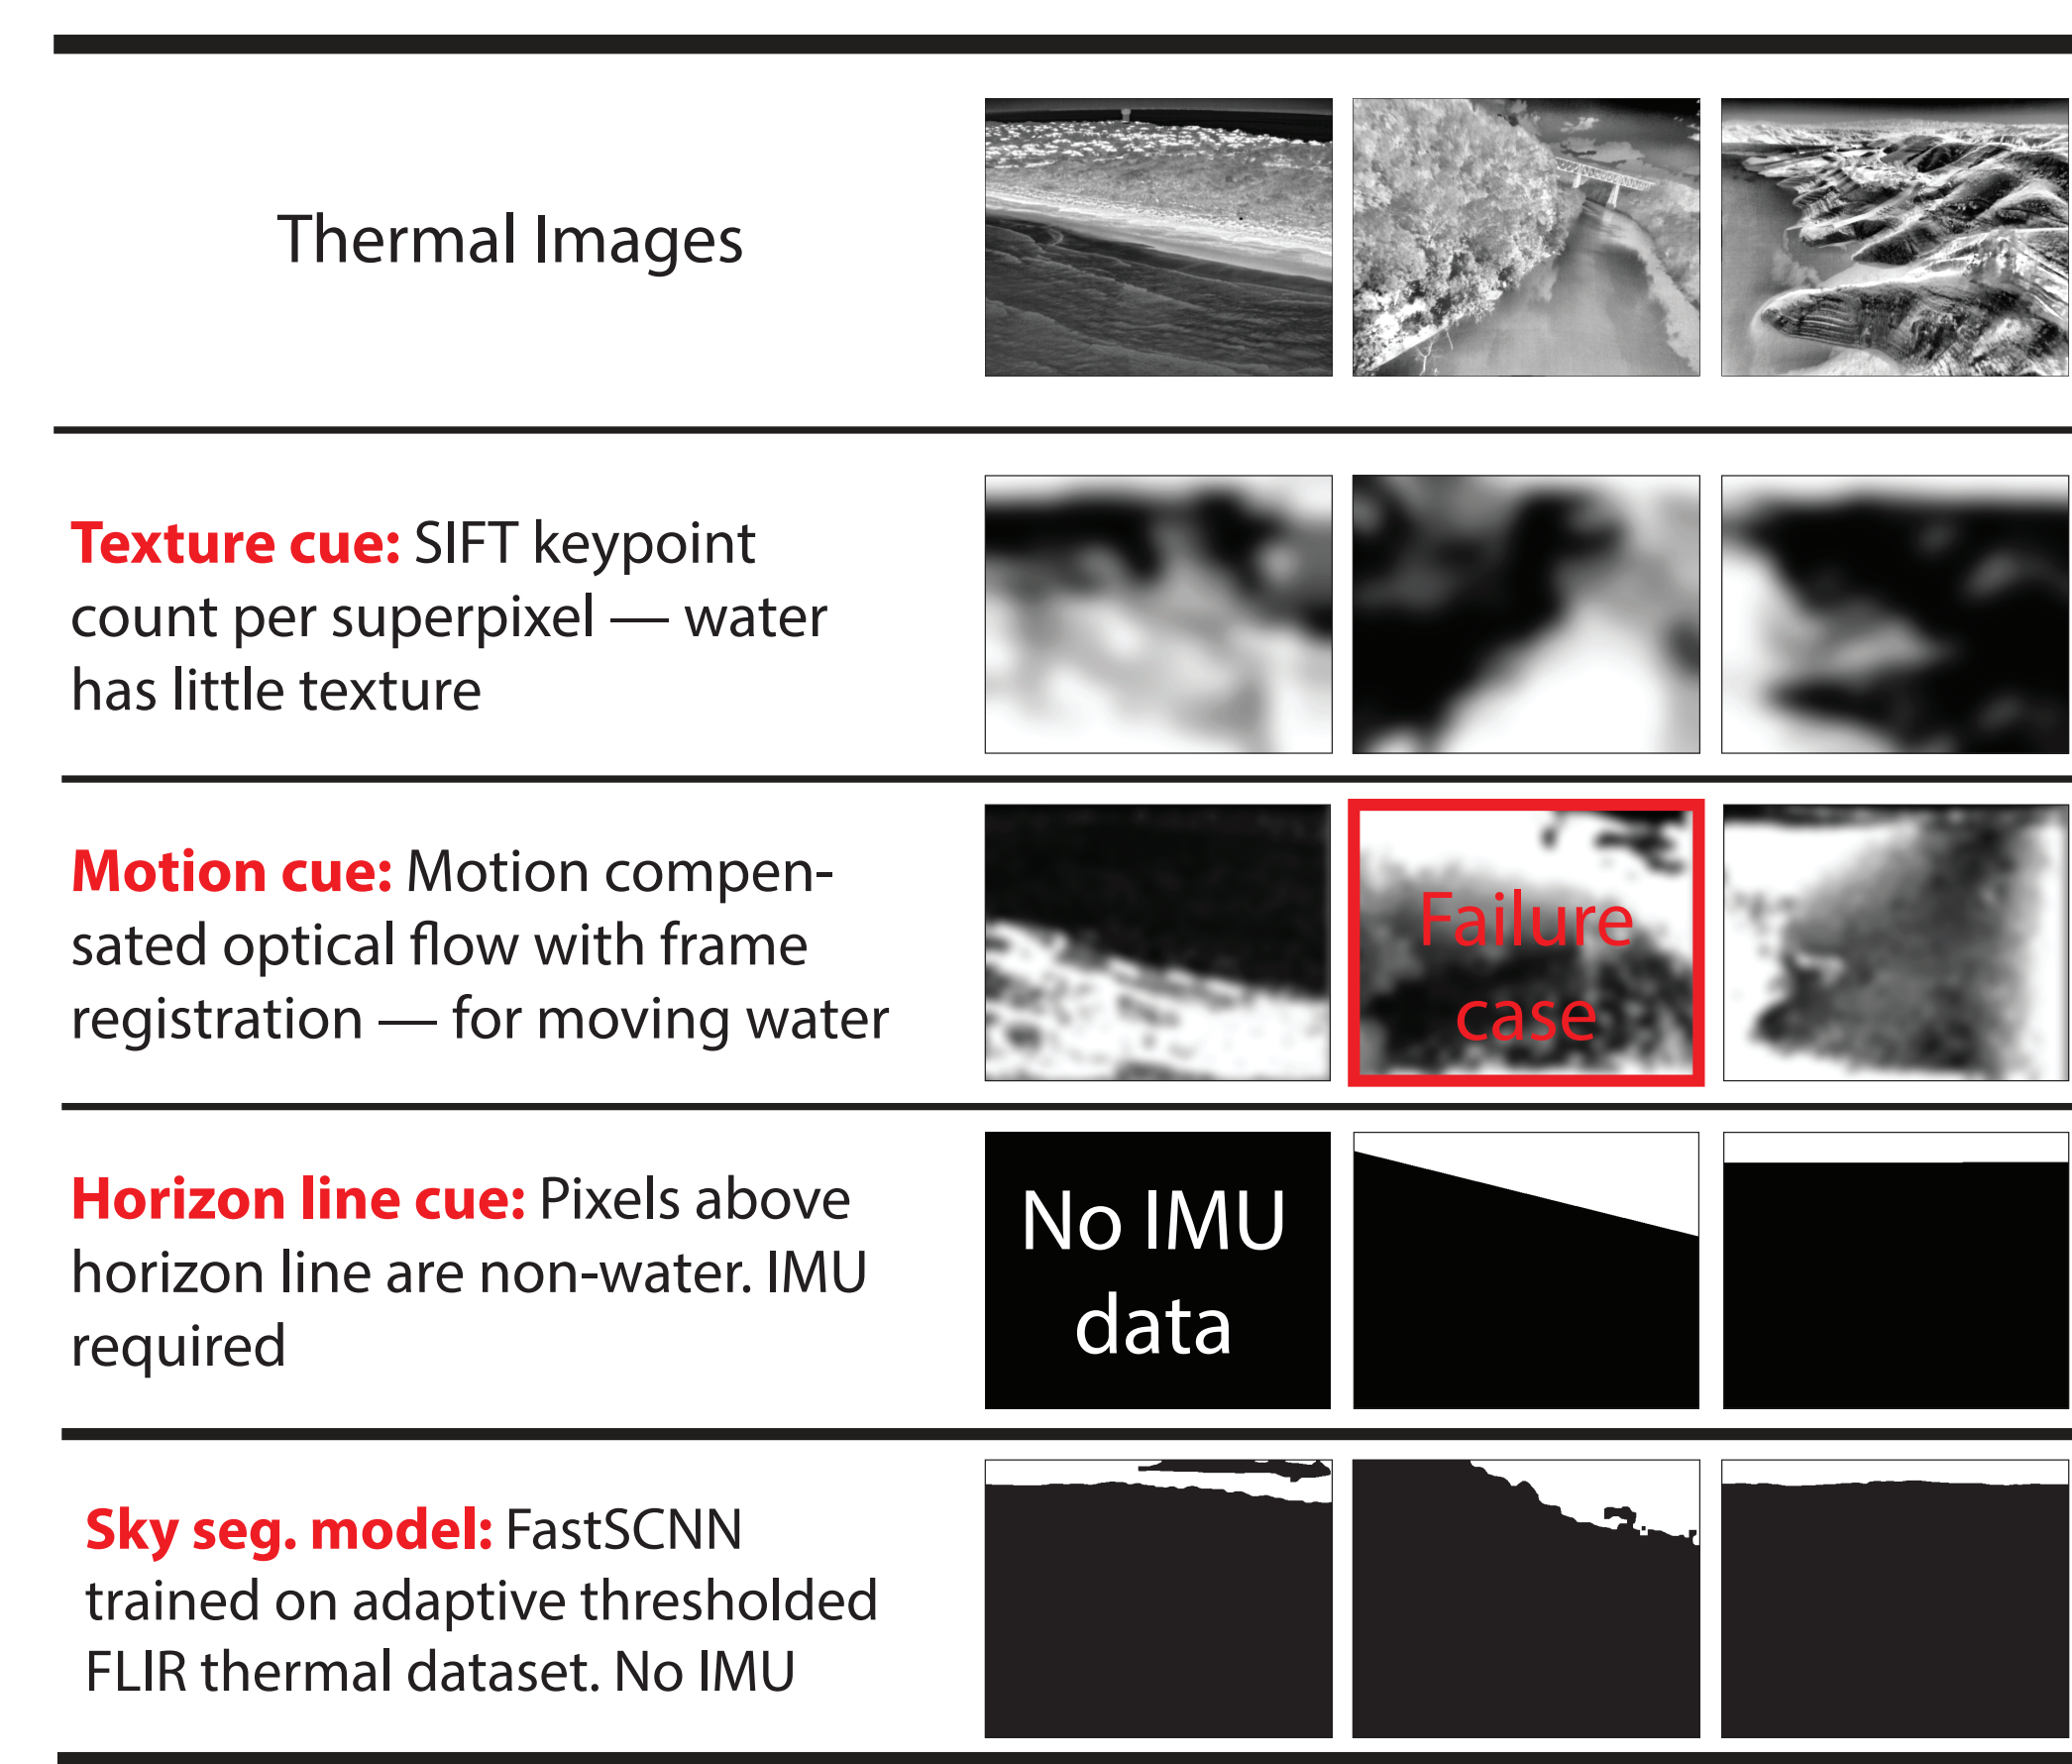 Thermal Images
Texture cue: SIFT keypoint
count per superpixel — water
has little texture
Motion cue: Motion compen-
sated optical flow with frame
registration — for moving water
Failure
case
Horizon line cue: Pixels above
horizon line are non-water. IMU
required
No IMU
data
Sky seg. model: FastSCNN
trained on adaptive thresholded
FLIR thermal dataset. No IMU